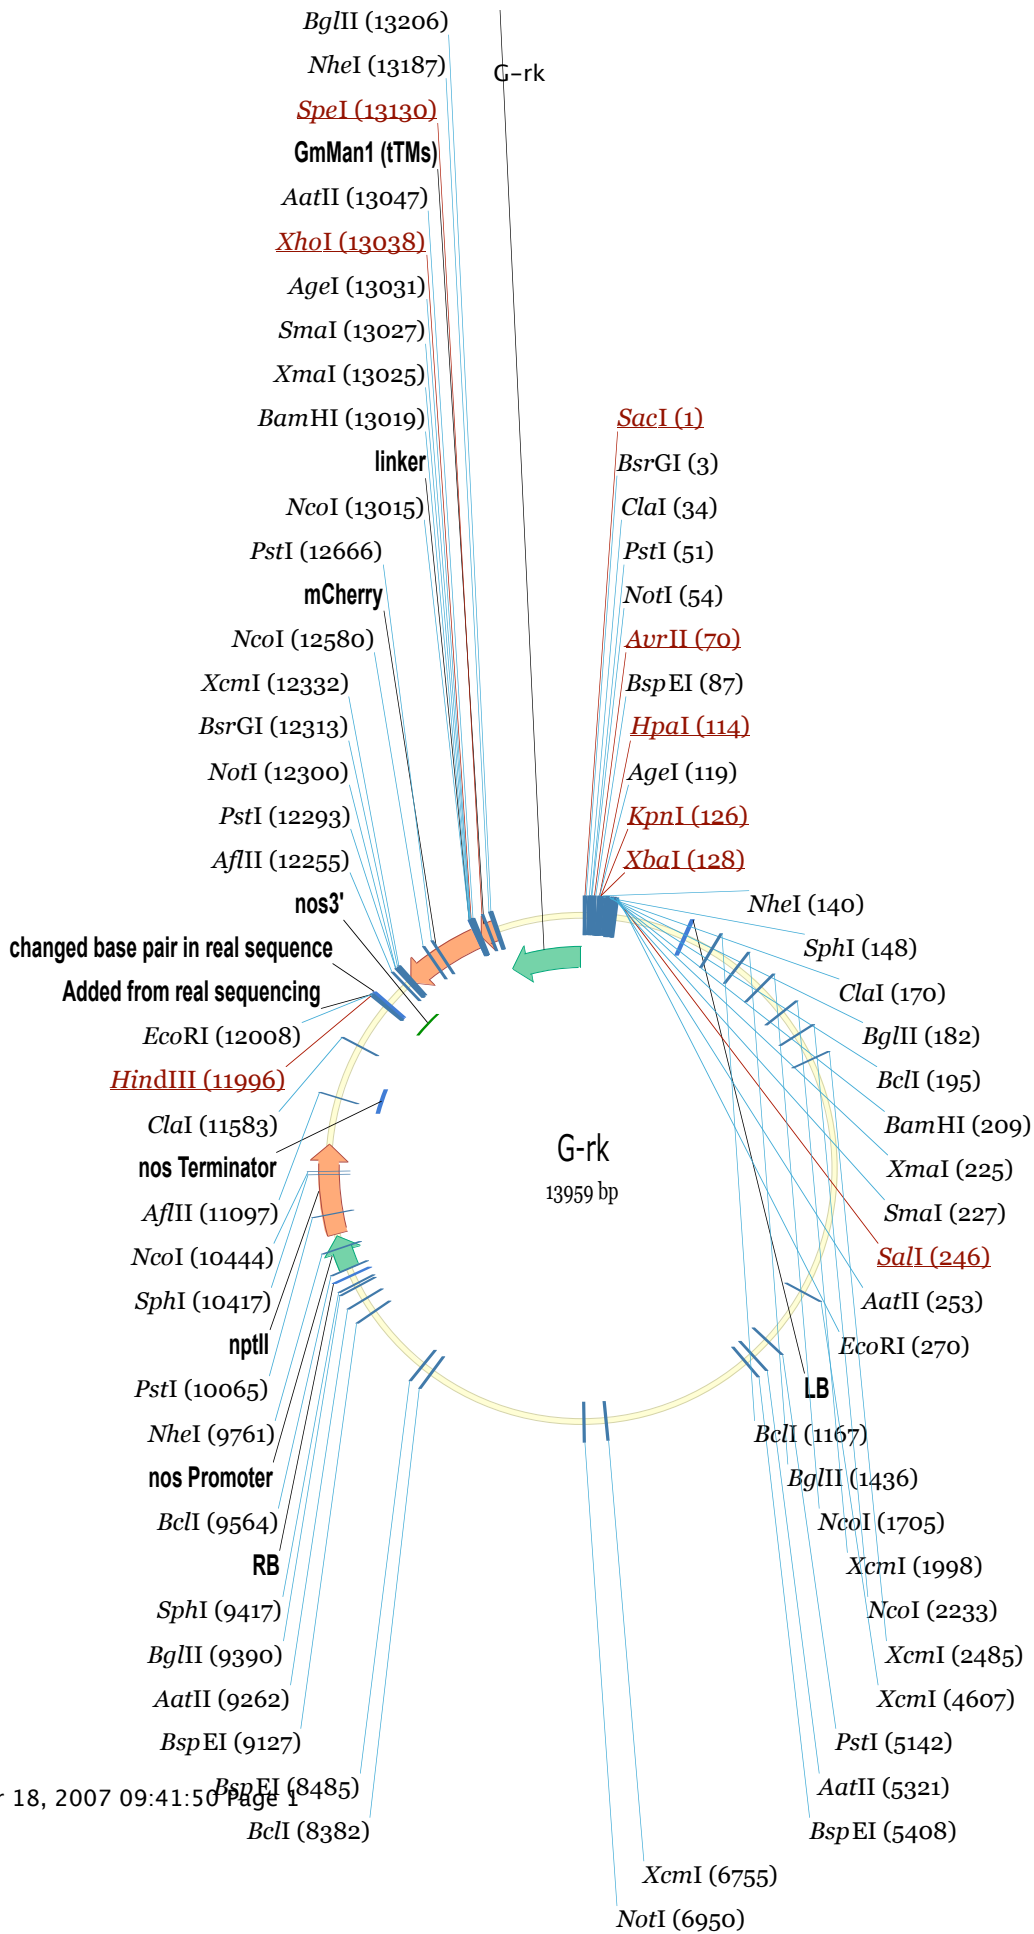 BglII (13206)
NheI (13187)
G-rk
SpeI (13130)
GmMan1 (tTMs)
AatII (13047)
XhoI (13038)
AgeI (13031)
SmaI (13027)
XmaI (13025)
BamHI (13019)
linker
NcoI (13015)
PstI (12666)
mCherry
NcoI (12580)
XcmI (12332)
BsrGI (12313)
NotI (12300)
PstI (12293)
AflII (12255)
nos3'
changed base pair in real sequence
Added from real sequencing
EcoRI (12008)
HindIII (11996)
ClaI (11583)
nos Terminator
AflII (11097)
NcoI (10444)
SphI (10417)
nptII
PstI (10065)
NheI (9761)
nos Promoter
BclI (9564)
RB
SphI (9417)
BglII (9390)
AatII (9262)
BspEI (9127)
BspEI (8485)
r 18, 2007 09:41:50 Page 1
BclI (8382)
SacI (1)
BsrGI (3)
ClaI (34)
PstI (51)
NotI (54)
AvrII (70)
BspEI (87)
HpaI (114)
AgeI (119)
KpnI (126)
XbaI (128)
NheI (140)
SphI (148)
ClaI (170)
BglII (182)
BclI (195)
BamHI (209)
XmaI (225)
SmaI (227)
SalI (246)
AatII (253)
EcoRI (270)
LB
BclI (1167)
BglII (1436)
NcoI (1705)
XcmI (1998)
NcoI (2233)
XcmI (2485)
XcmI (4607)
PstI (5142)
AatII (5321)
BspEI (5408)
XcmI (6755)
NotI (6950)
G-rk
13959 bp